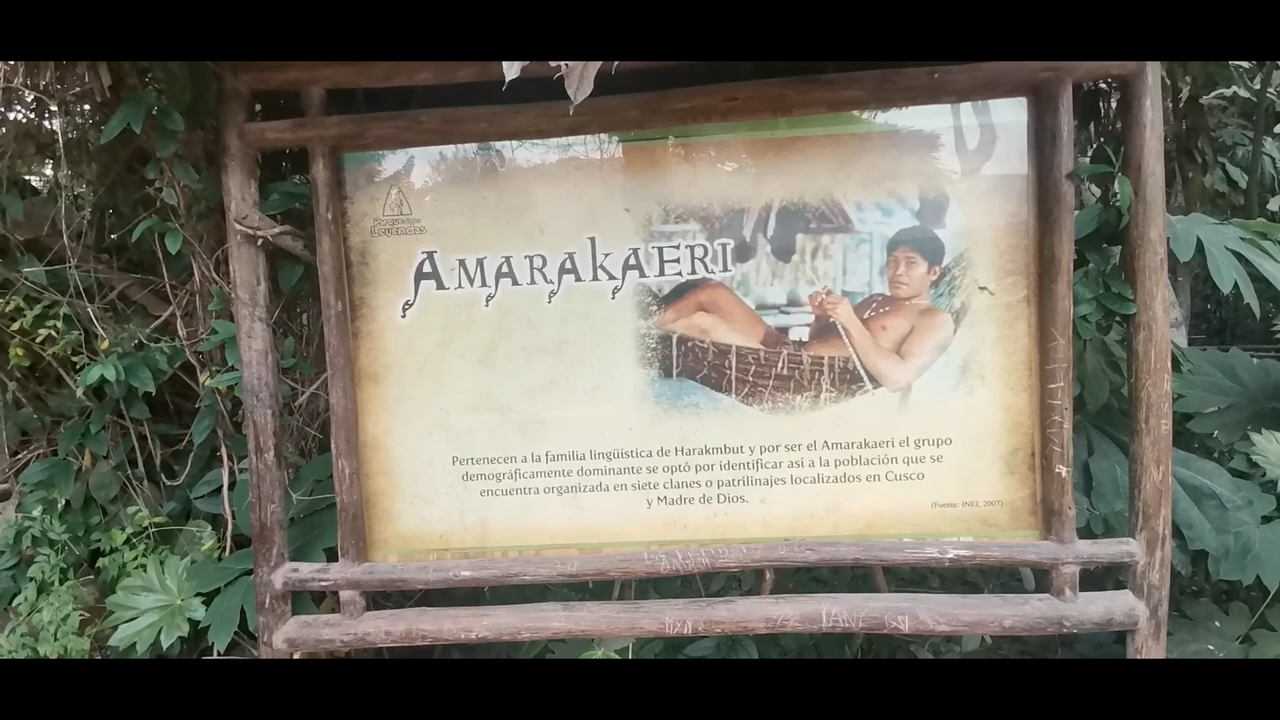 Parque de las
Leyendas
AMARAKAERI
Pertenecen a la familia lingüística de Harakmbut y por ser el Amarakaeri el grupo
demográficamente dominante se optó por identificar así a la población que se
encuentra organizada en siete clanes o patrilinajes localizados en Cusco
y Madre de Dios.
(Fuente: INEI, 2007)